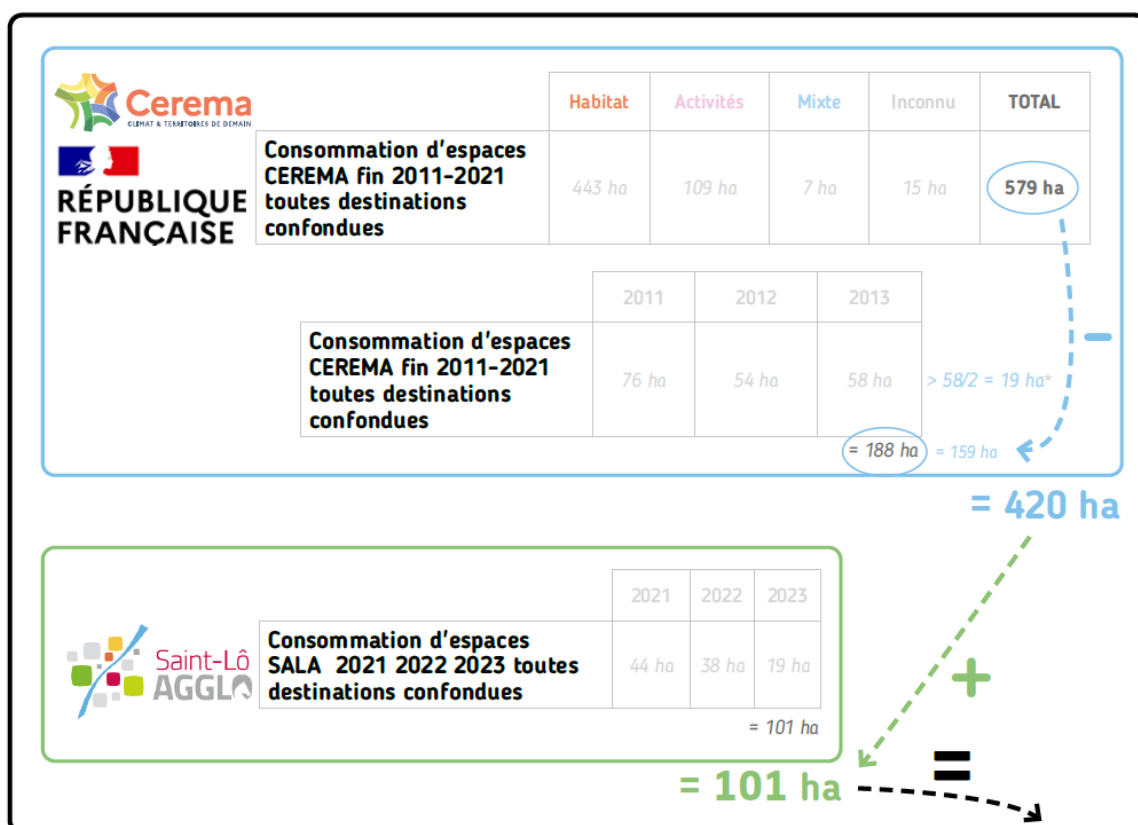 Cerema
CLIMAT & TERRITOIRES DE DEMAIN
RÉPUBLIQUE
FRANÇAISE
Habitat Activités Mixte Inconnu TOTAL
Consommation d'espaces
CEREMA fin 2011-2021
toutes destinations
confondues
443 ha 109 ha 7 ha 15 ha 579 ha
2011 2012 2013
Consommation d'espaces
CEREMA fin 2011-2021
toutes destinations
confondues
76 ha 54 ha 58 ha > 58/2 = 19 ha*
= 188 ha = 159 ha
-
= 420 ha
Saint-Lô
AGGLO
2021 2022 2023
Consommation d'espaces
SALA 2021 2022 2023 toutes
destinations confondues
44 ha 38 ha 19 ha
= 101 ha
+
=
= 101 ha